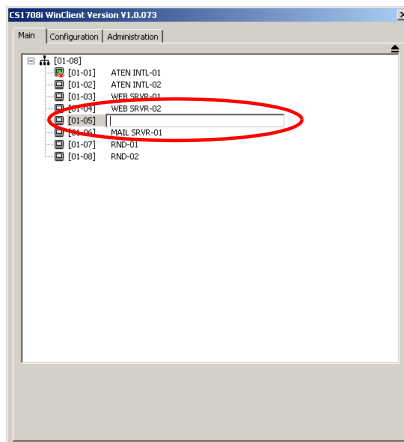 CS1708i WinClient Version V1.0.073
Main Configuration Administration
[01-08]
[01-01] ATEN INTL-01
[01-02] ATEN INTL-02
[01-03] WEB SRVR-01
[01-04] WEB SRVR-02
[01-05]
[01-06] MAIL SRVR-01
[01-07] RND-01
[01-08] RND-02